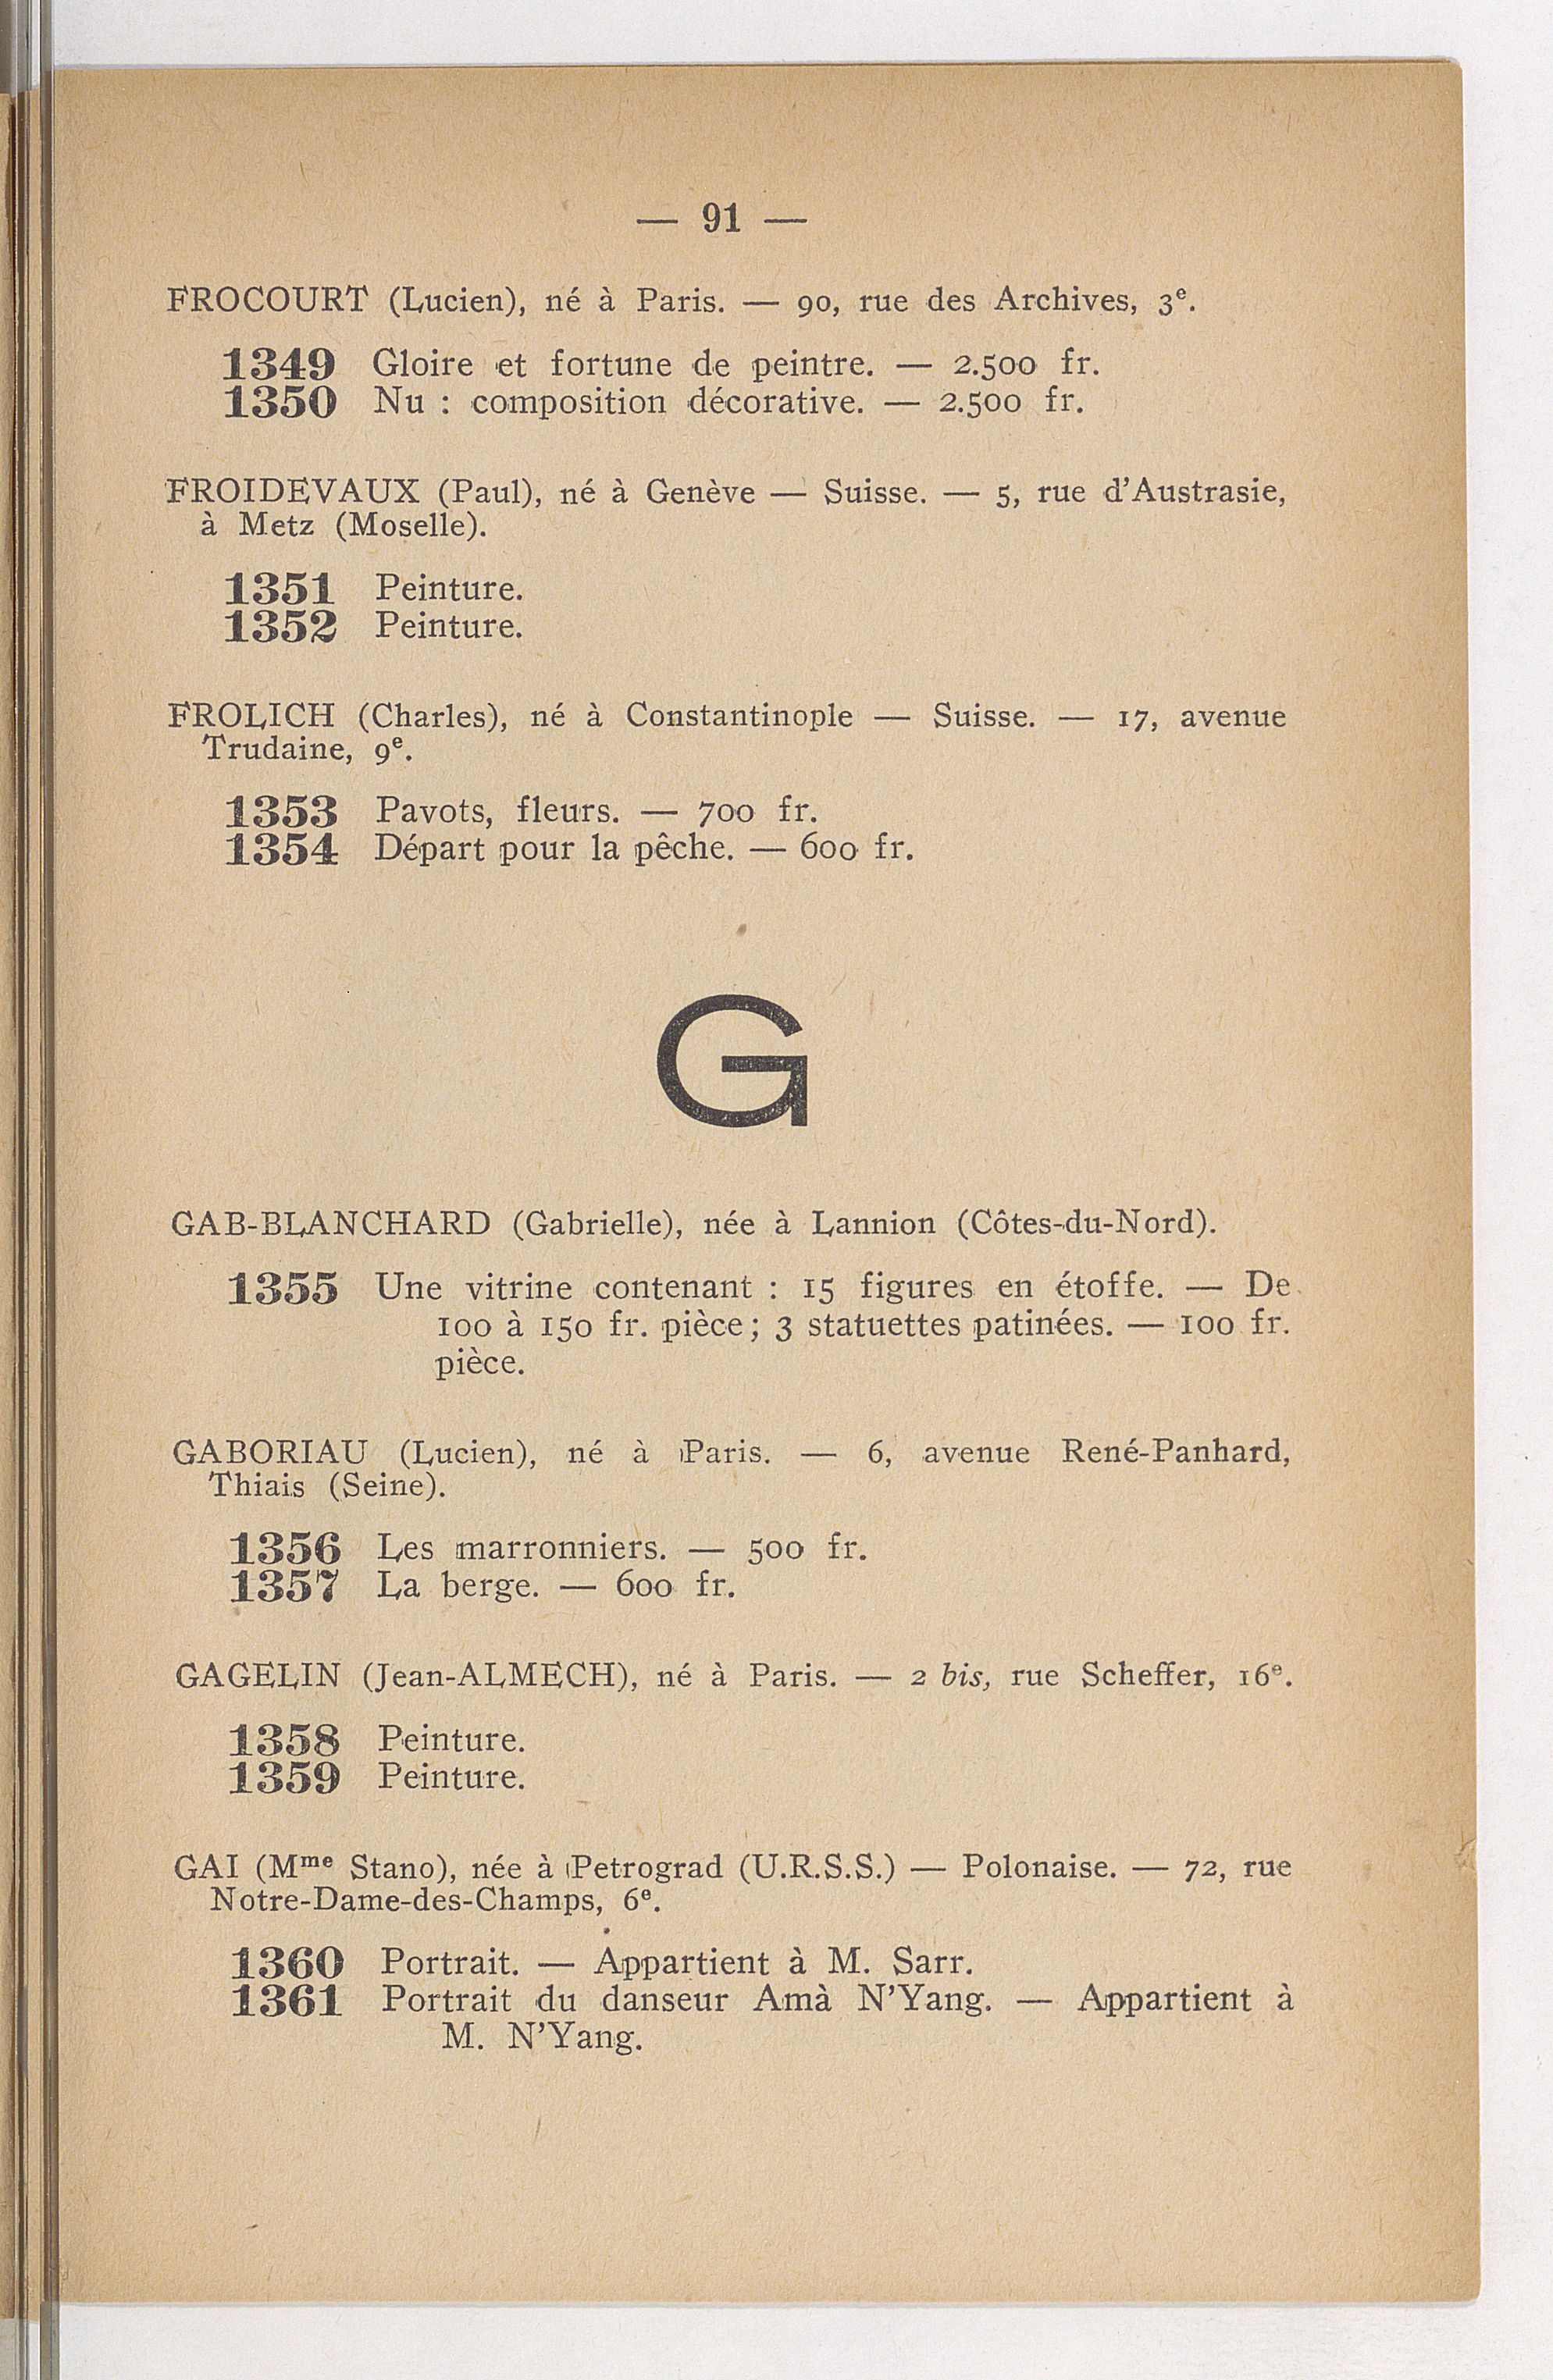 — 91 —
FROCOURT (Lucien), né à Paris. — 90, rue des Archives, 3ᵉ.
1349 Gloire et fortune de peintre. — 2.500 fr.
1350 Nu : composition décorative. — 2.500 fr.
FROIDEVAUX (Paul), né à Genève — Suisse. — 5, rue d'Austrasie,
à Metz (Moselle).
1351 Peinture.
1352 Peinture.
FROLICH (Charles), né à Constantinople — Suisse. — 17, avenue
Trudaine, 9ᵉ.
1353 Pavots, fleurs. — 700 fr.
1354 Départ pour la pêche. — 600 fr.
G
GAB-BLANCHARD (Gabrielle), née à Lannion (Côtes-du-Nord).
1355 Une vitrine contenant : 15 figures en étoffe. — De
100 à 150 fr. pièce; 3 statuettes patinées. — 100 fr.
pièce.
GABORIAU (Lucien), né à Paris. — 6, avenue René-Panhard,
Thiais (Seine).
1356 Les marronniers. — 500 fr.
1357 La berge. — 600 fr.
GAGELIN (Jean-ALMECH), né à Paris. — 2 bis, rue Scheffer, 16ᵉ.
1358 Peinture.
1359 Peinture.
GAI (Mᵐᵉ Stano), née à Petrograd (U.R.S.S.) — Polonaise. — 72, rue
Notre-Dame-des-Champs, 6ᵉ.
1360 Portrait. — Appartient à M. Sarr.
1361 Portrait du danseur Amà N'Yang. — Appartient à
M. N'Yang.